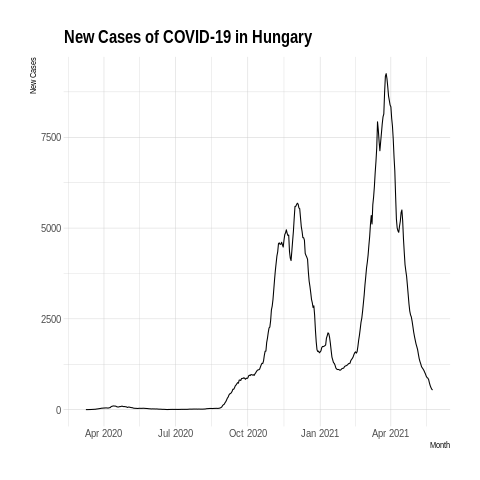 New Cases of COVID-19 in Hungary
New Cases
7500
5000
2500
0
Apr 2020
Jul 2020
Oct 2020
Jan 2021
Apr 2021
Month